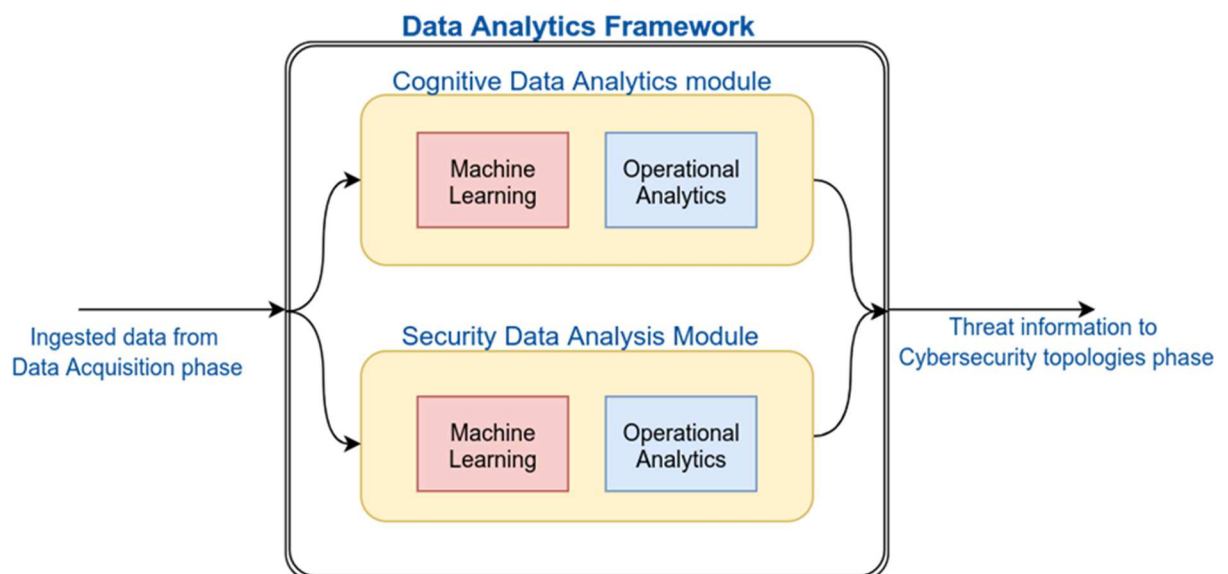 Data Analytics Framework
Cognitive Data Analytics module
Machine
Learning
Operational
Analytics
Ingested data from
Data Acquisition phase
Security Data Analysis Module
Machine
Learning
Operational
Analytics
Threat information to
Cybersecurity topologies phase